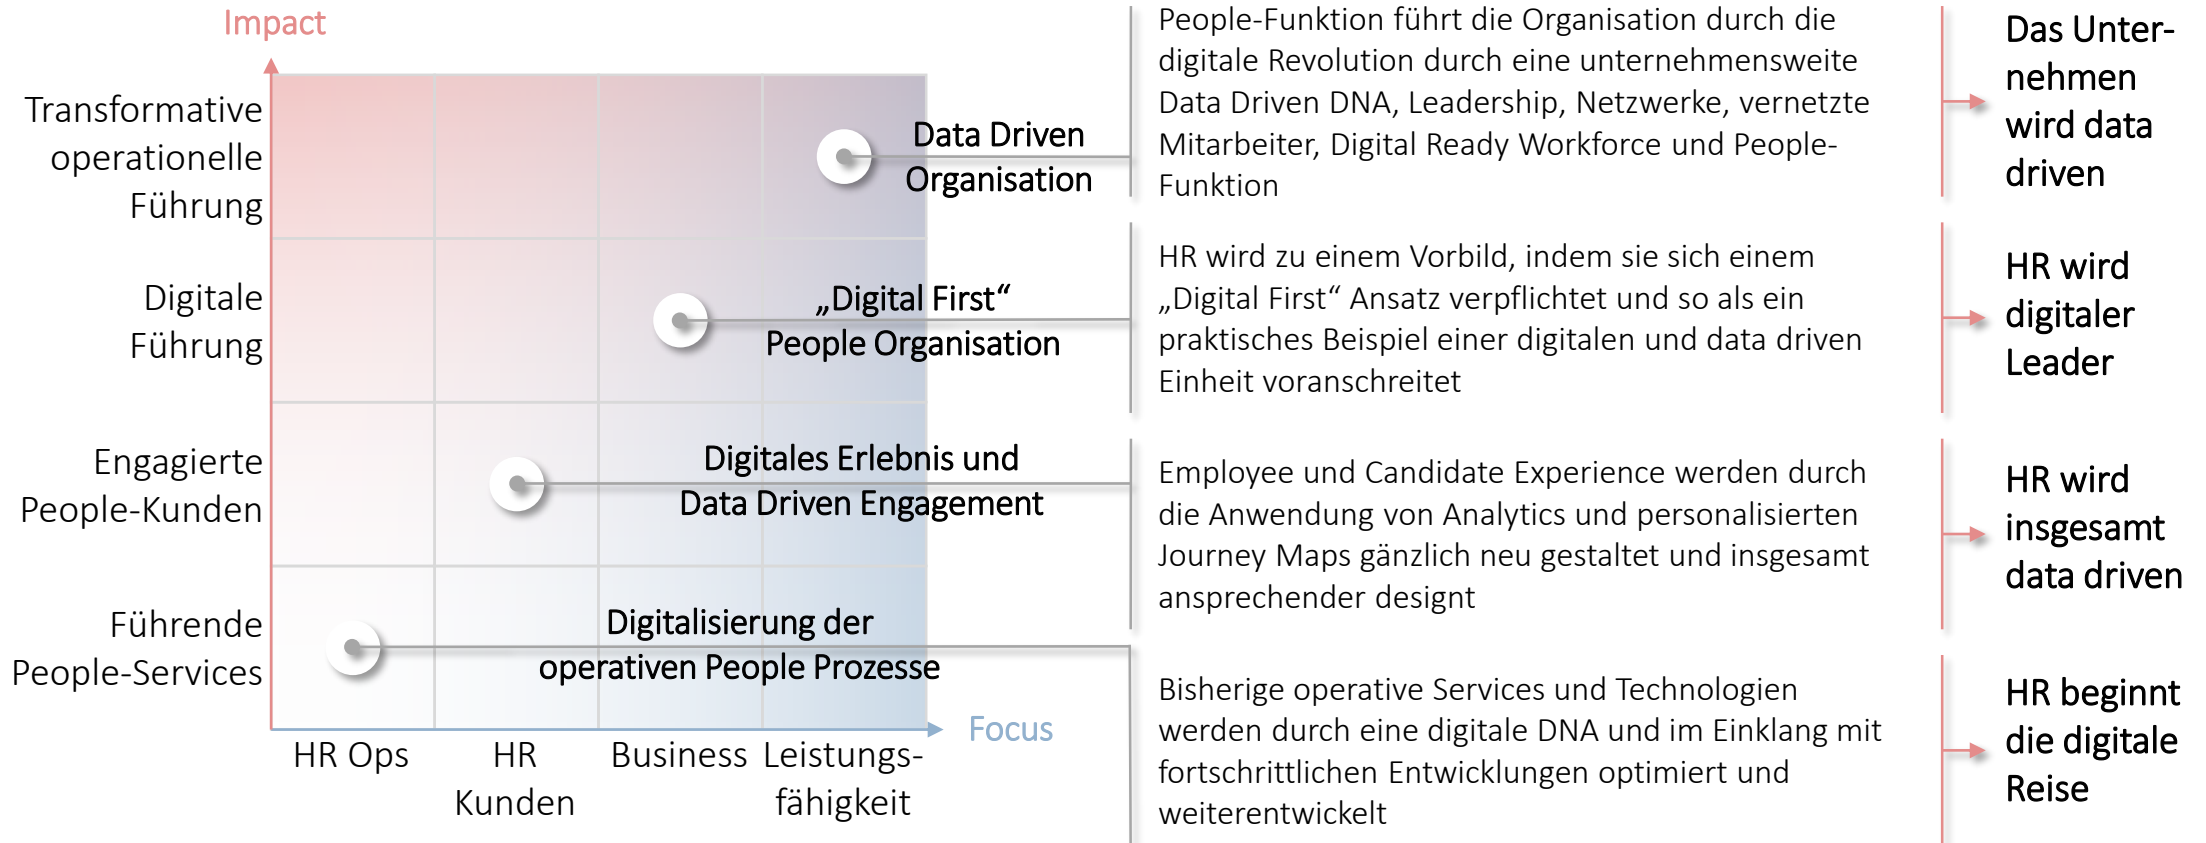 Impact
Transformative
operationelle
Führung
Data Driven
Organisation
People-Funktion führt die Organisation durch die
digitale Revolution durch eine unternehmensweite
Data Driven DNA, Leadership, Netzwerke, vernetzte
Mitarbeiter, Digital Ready Workforce und People-
Funktion
Das Unter-
nehmen
wird data
driven
Digitale
Führung
„Digital First“
People Organisation
HR wird zu einem Vorbild, indem sie sich einem
„Digital First“ Ansatz verpflichtet und so als ein
praktisches Beispiel einer digitalen und data driven
Einheit voranschreitet
HR wird
digitaler
Leader
Engagierte
People-Kunden
Digitales Erlebnis und
Data Driven Engagement
Employee und Candidate Experience werden durch
die Anwendung von Analytics und personalisierten
Journey Maps gänzlich neu gestaltet und insgesamt
ansprechender designt
HR wird
insgesamt
data driven
Führende
People-Services
Digitalisierung der
operativen People Prozesse
Bisherige operative Services und Technologien
werden durch eine digitale DNA und im Einklang mit
fortschrittlichen Entwicklungen optimiert und
weiterentwickelt
HR beginnt
die digitale
Reise
HR Ops
HR
Kunden
Business
Leistungs-
fähigkeit
Focus